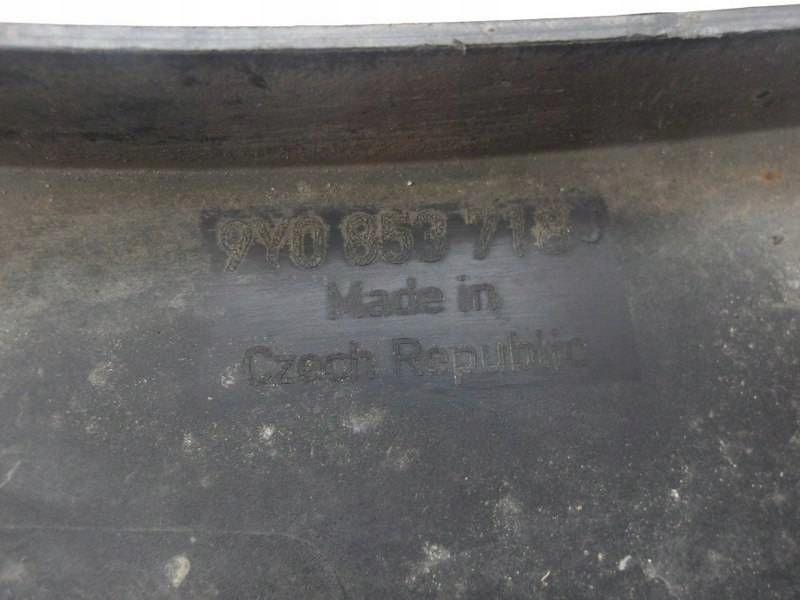 9Y0 853 718
Made in
Czech Republic